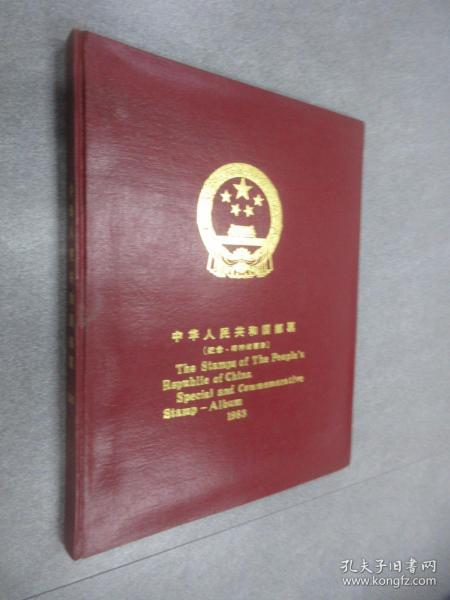 中华人民共和国邮票
The Stamps of The People's
Republic of China
Special and Commemorative
Stamp-Album
1983
孔夫子旧书网
www.kongfz.com